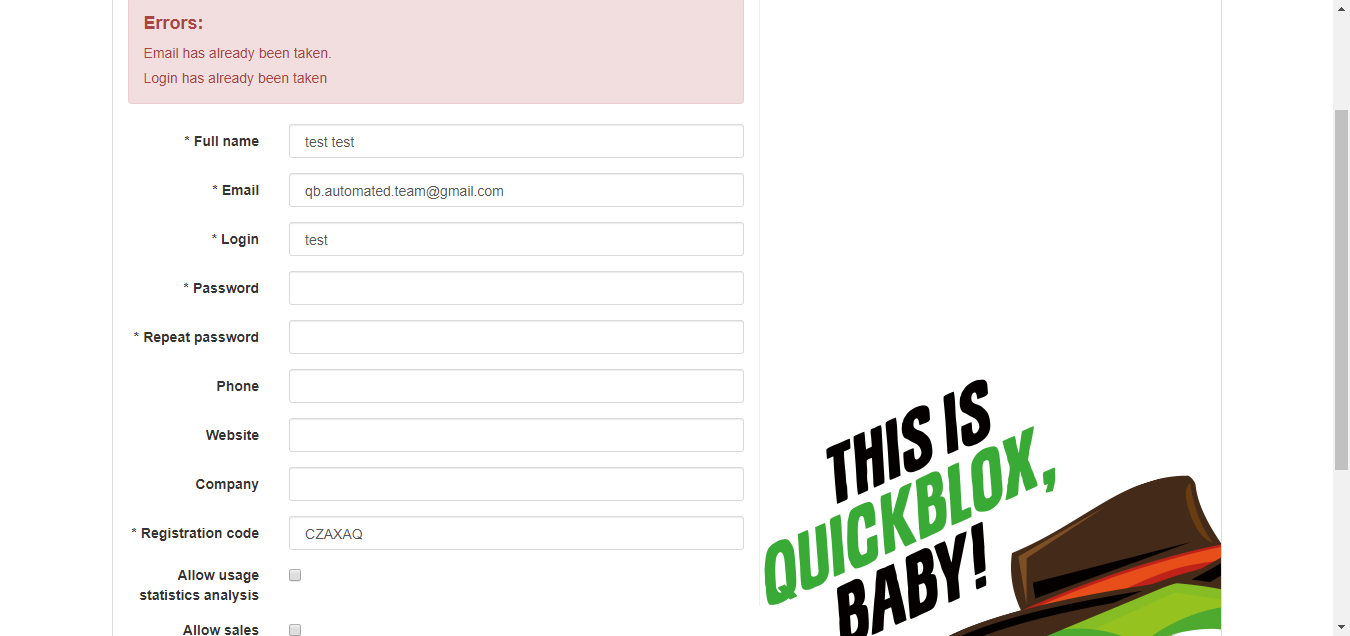 Errors:
Email has already been taken.
Login has already been taken
* Full name
test test
* Email
qb.automated.team@gmail.com
* Login
test
* Password
* Repeat password
Phone
Website
Company
* Registration code
CZAXAQ
Allow usage
statistics analysis
Allow sales
THIS IS
QUICKBLOX,
BABY!